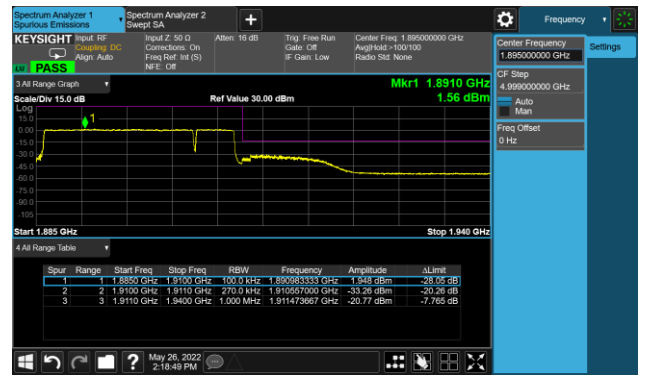 Spectrum Analyzer 1
Spurious Emissions
Spectrum Analyzer 2
Swept SA
Frequency
KEYSIGHT
Input: RF
Coupling: DC
Align: Auto
Input Z: 50 Ω
Corrections: On
Freq Ref: Int (S)
NFE: Off
Atten: 16 dB
Trig: Free Run
Gate: Off
IF Gain: Low
Center Freq: 1.895000000 GHz
Avg|Hold:>100/100
Radio Std: None
LM PASS
Center Frequency
1.895000000 GHz
Settings
CF Step
4.999000000 GHz
Auto
Man
Freq Offset
0 Hz
3 All Range Graph
Mkr1 1.8910 GHz
Scale/Div 15.0 dB
Ref Value 30.00 dBm
1.56 dBm
Log
15.0
0.00
-15.0
-30.0
-45.0
-60.0
-75.0
-90.0
-105
1
Start 1.885 GHz
Stop 1.940 GHz
4 All Range Table
Spur Range Start Freq Stop Freq RBW Frequency Amplitude ΔLimit
1 1 1.8850 GHz 1.9100 GHz 100.0 kHz 1.890983333 GHz 1.948 dBm -28.05 dB
2 2 1.9100 GHz 1.9110 GHz 270.0 kHz 1.910557000 GHz -33.26 dBm -20.26 dB
3 3 1.9110 GHz 1.9400 GHz 1.000 MHz 1.911473667 GHz -20.77 dBm -7.765 dB
May 26, 2022
2:18:49 PM